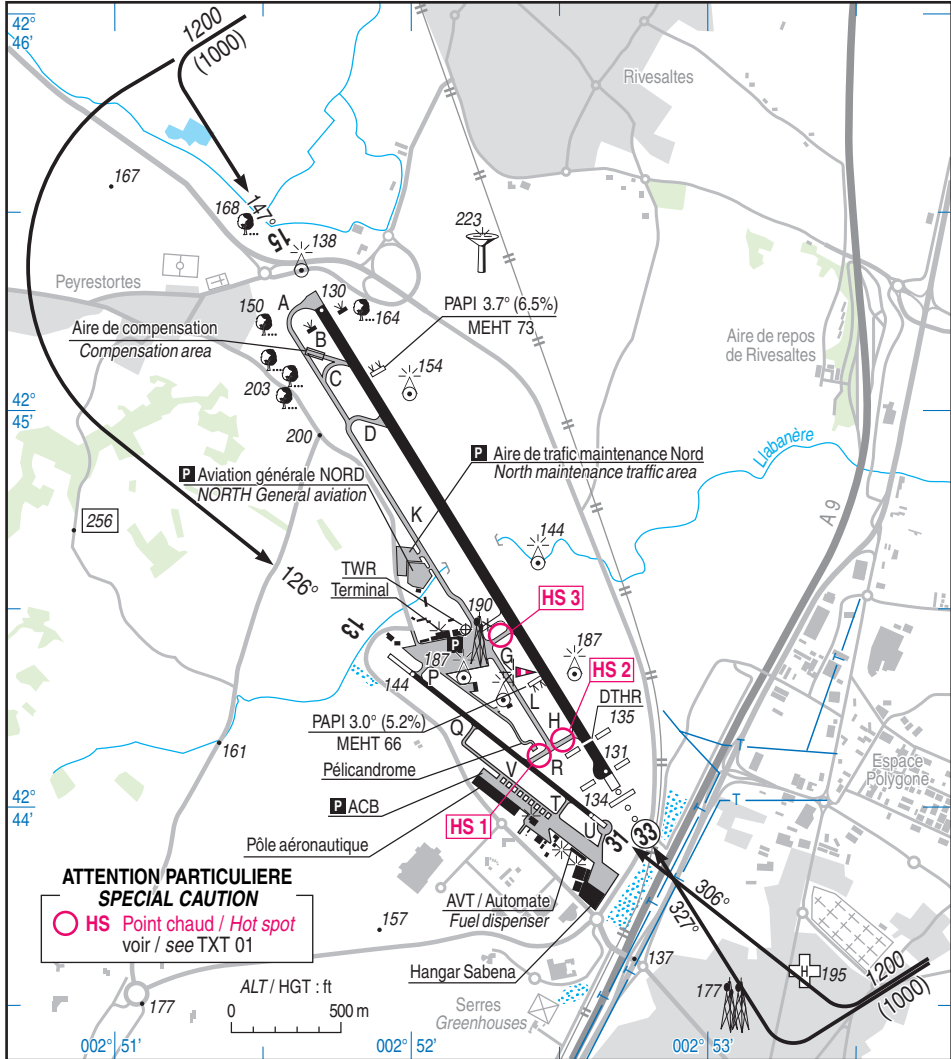 42°
46'
1200
(1000)
Rivesaltes
167
168
147°
15
138
223
Peyrestortes
A
130
150
164
PAPI 3.7° (6.5%)
MEHT 73
Aire de compensation
Compensation area
B
C
154
203
Aire de repos
de Rivesaltes
42°
45'
200
D
P Aire de trafic maintenance Nord
North maintenance traffic area
Llabanère
P Aviation générale NORD
NORTH General aviation
A 9
256
K
144
126°
TWR
Terminal
190
HS 3
13
P
187
G
187
HS 2
144
P
L
DTHR
135
Q
H
PAPI 3.0° (5.2%)
MEHT 66
131
161
Pélicandrome
V
R
Espace
Polygone
T
T
T
42°
44'
P ACB
T
134
HS 1
U
31
33
Pôle aéronautique
306°
327°
ATTENTION PARTICULIERE
SPECIAL CAUTION
HS Point chaud / Hot spot
voir / see TXT 01
AVT / Automate
Fuel dispenser
157
137
Hangar Sabena
H
195
1200
(1000)
177
177
ALT / HGT : ft
0 500 m
Serres
Greenhouses
002° 51'
002° 52'
002° 53'